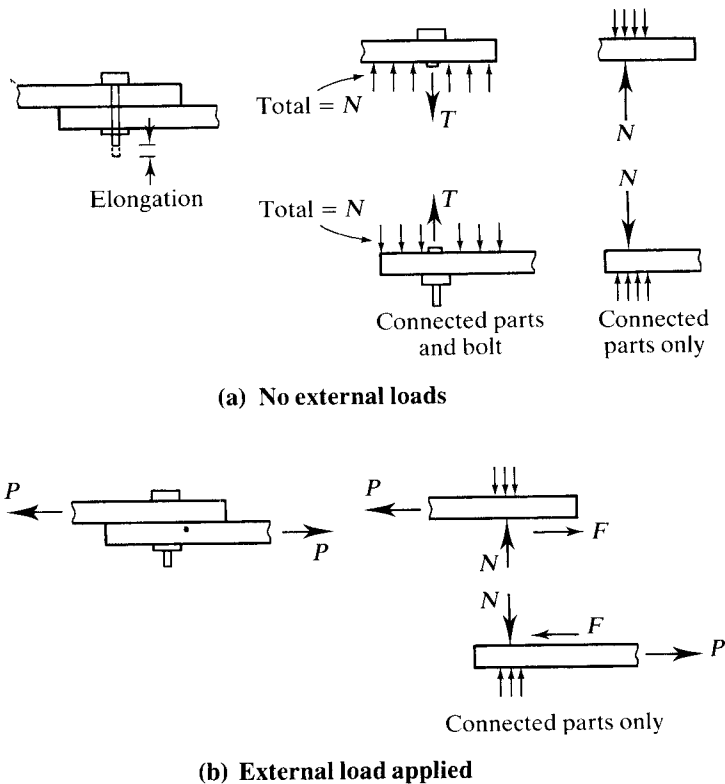 Total = N
T
N
Elongation
N
Total = N
T
Connected parts
and bolt
Connected
parts only
(a) No external loads
P
P
P
F
N
N
F
P
Connected parts only
(b) External load applied